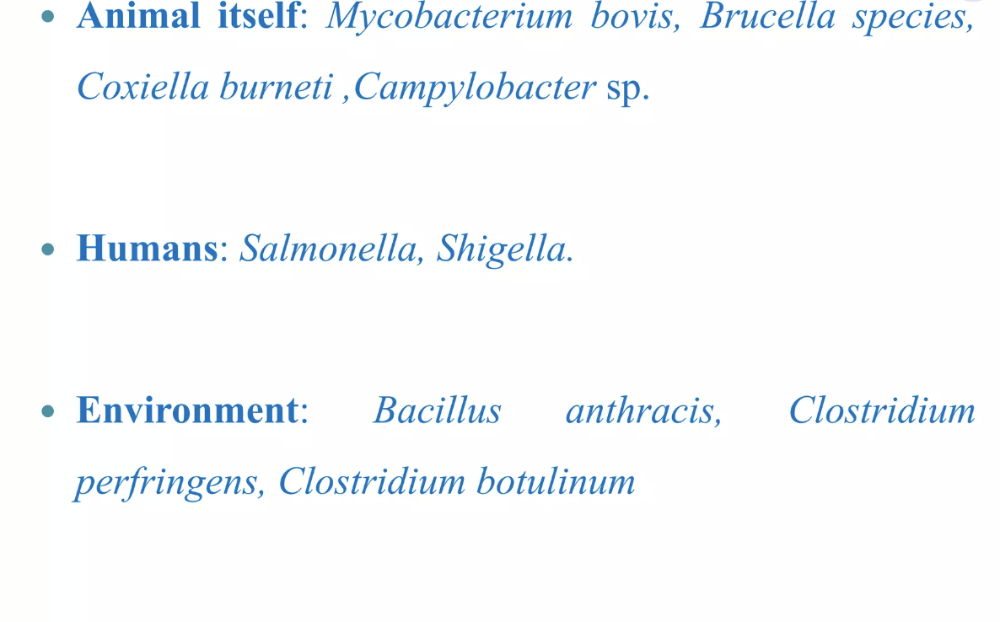 • Animal itself: Mycobacterium bovis, Brucella species,
Coxiella burneti ,Campylobacter sp.
• Humans: Salmonella, Shigella.
• Environment: Bacillus anthracis, Clostridium
perfringens, Clostridium botulinum